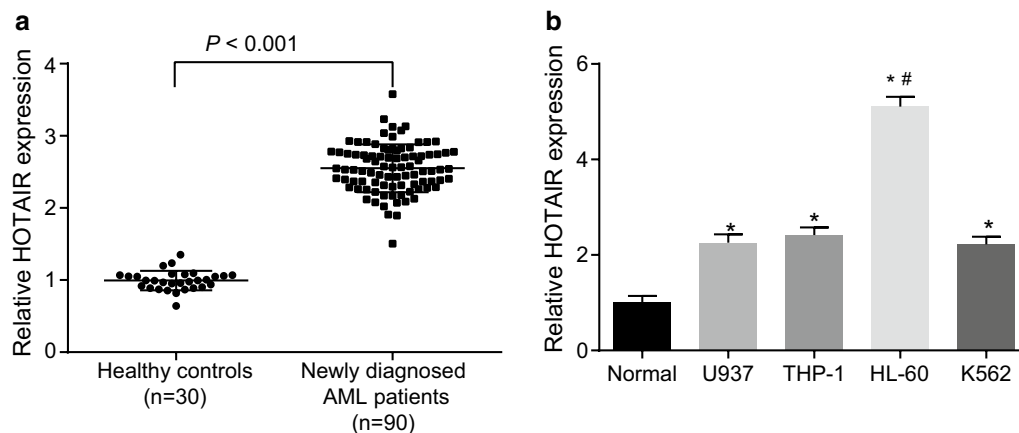 a
P < 0.001
Relative HOTAIR expression
4
3
2
1
0
Healthy controls
(n=30)
Newly diagnosed
AML patients
(n=90)
b
Relative HOTAIR expression
6
4
2
0
*
*
* #
*
Normal
U937
THP-1
HL-60
K562